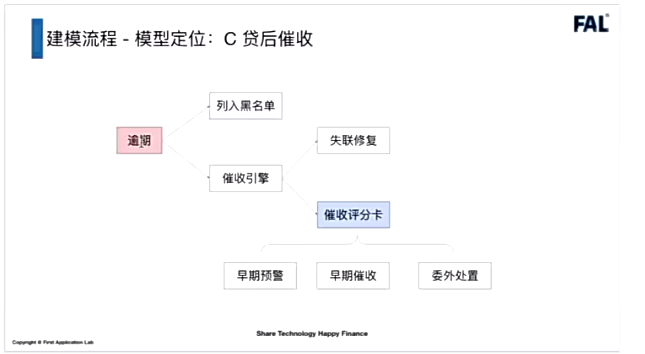 建模流程 - 模型定位：C 贷后催收
FAL
列入黑名单
逾期
失联修复
催收引擎
催收评分卡
早期预警
早期催收
委外处置
Share Technology Happy Finance
Copyright © First Application Lab